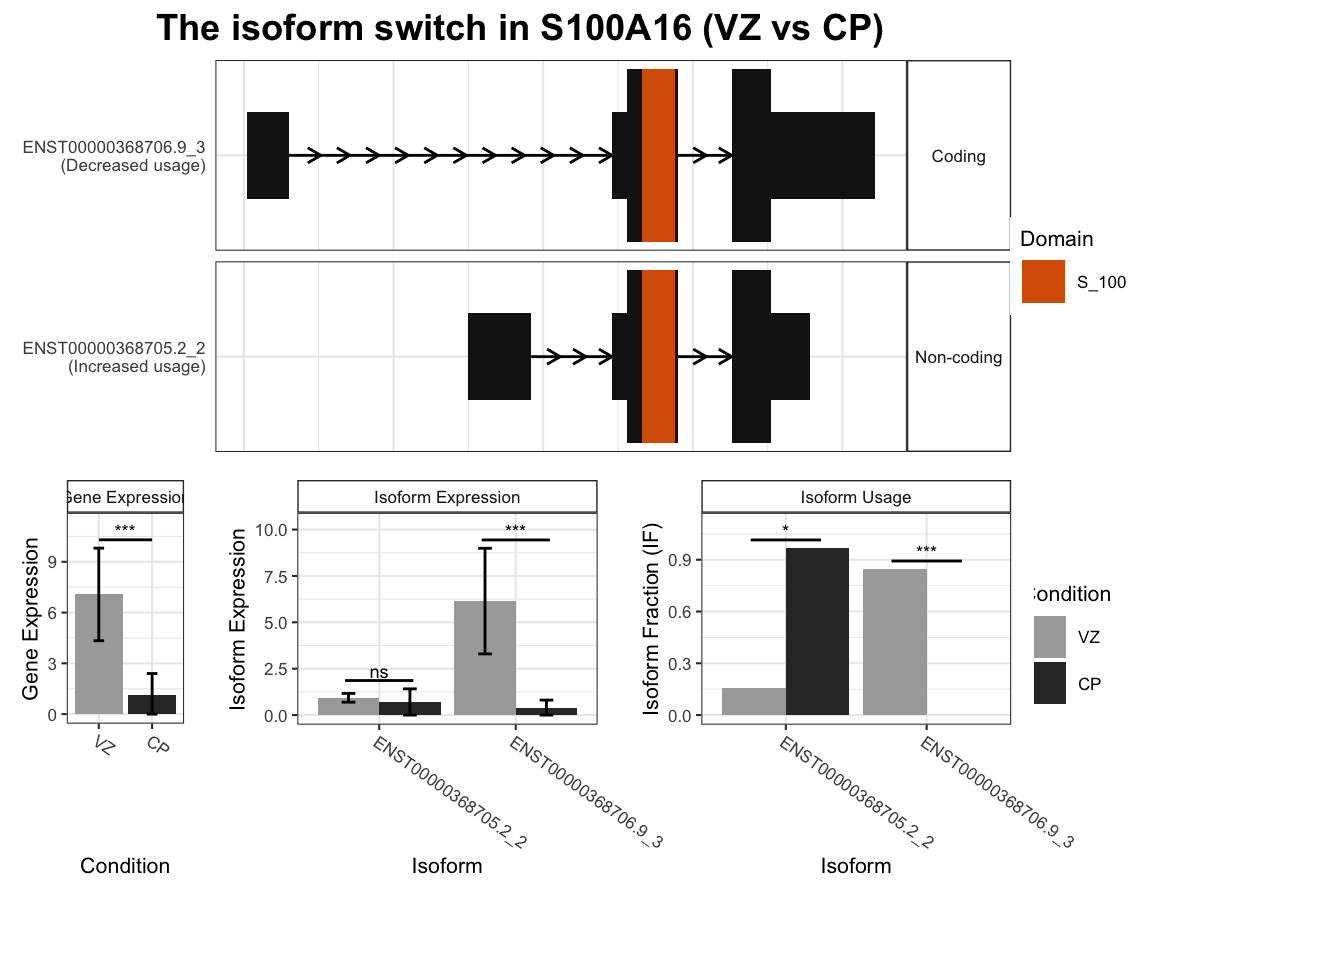 The isoform switch in S100A16 (VZ vs CP)
ENST00000368706.9_3
(Decreased usage)
Coding
ENST00000368705.2_2
(Increased usage)
Non-coding
Domain
S_100
Gene Expression
***
Gene Expression
9
6
3
0
VZ
CP
Condition
Isoform Expression
Isoform Expression
10.0
7.5
5.0
2.5
0.0
ns
***
ENST00000368705.2_2
ENST00000368706.9_3
Isoform
Isoform Usage
Isoform Fraction (IF)
0.9
0.6
0.3
0.0
*
***
ENST00000368705.2_2
ENST00000368706.9_3
Isoform
Condition
VZ
CP